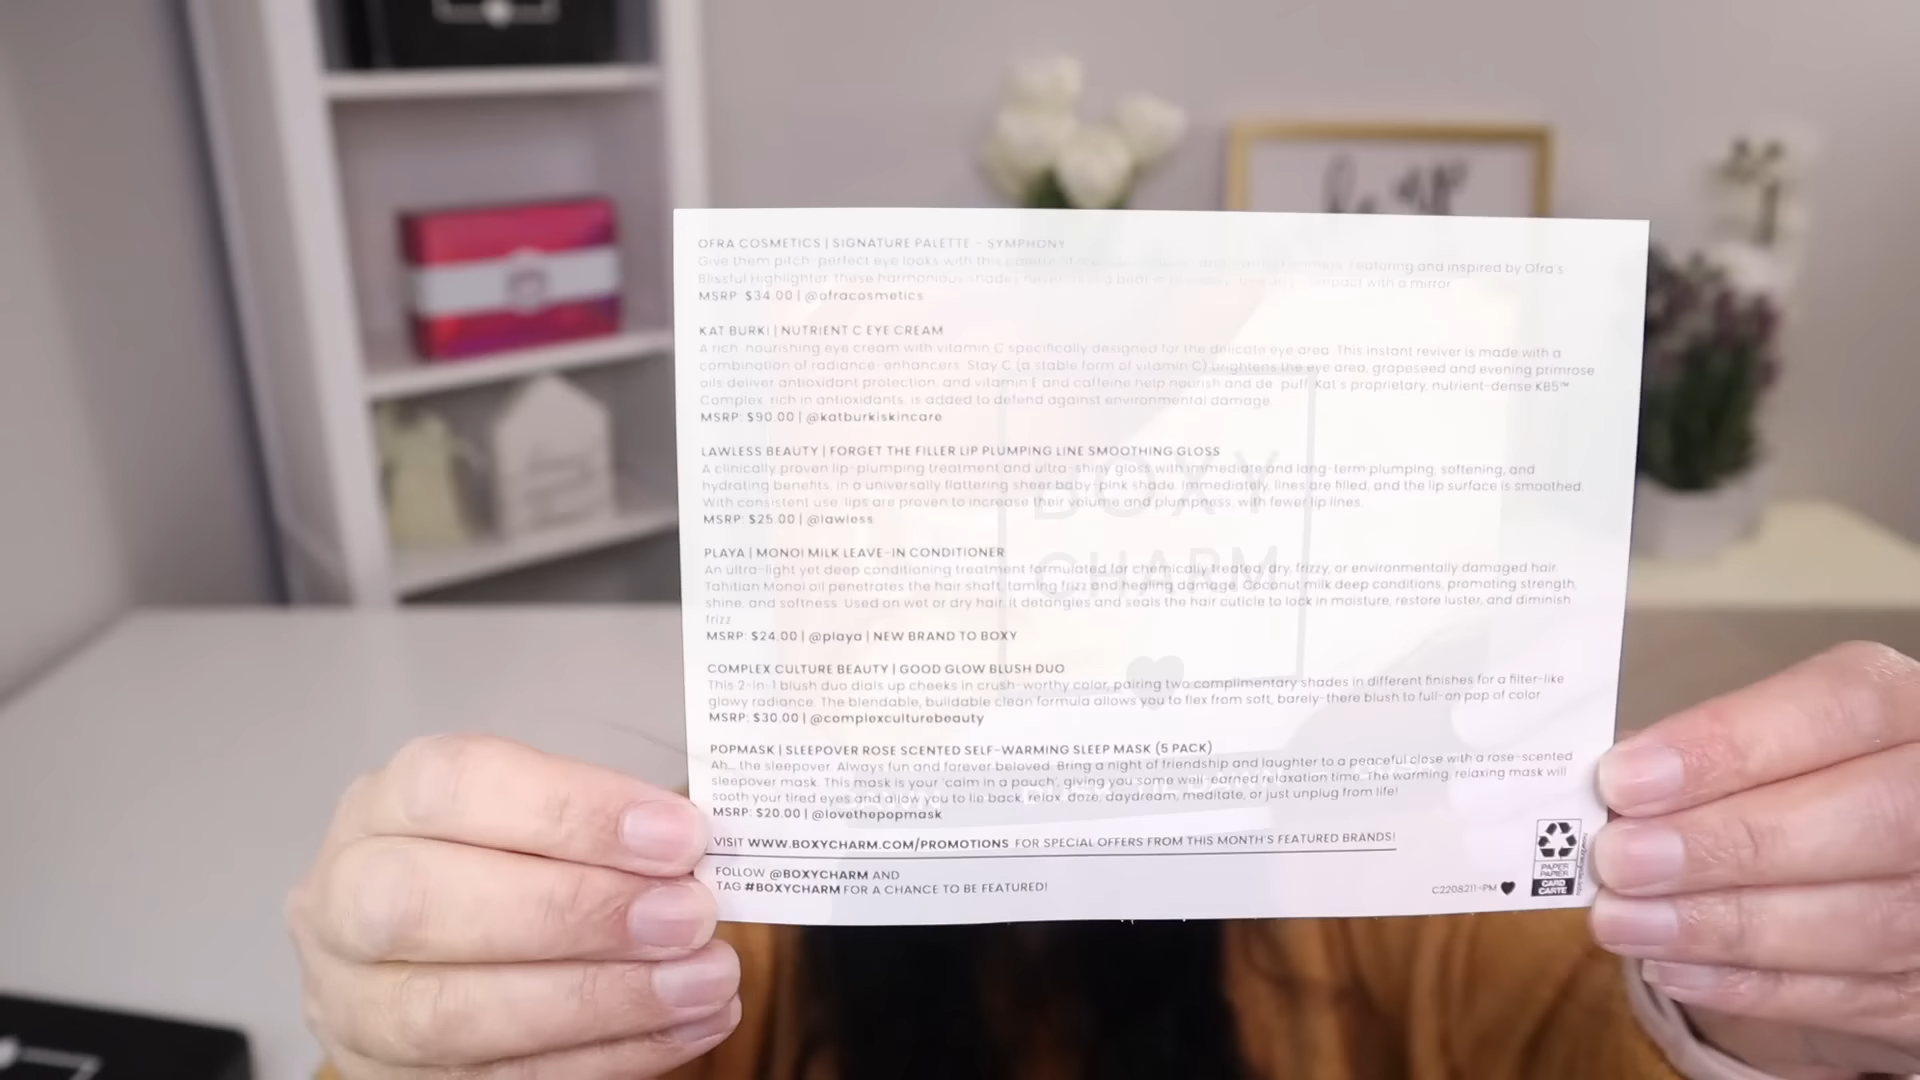 OFRA COSMETICS | SIGNATURE PALETTE - SYMPHONY
Give them pitch-perfect eye looks with this palette of Featuring and inspired by Ofra's
Blissful Highlighter, these harmonious shades compact with a mirror.
MSRP: $34.00 | @ofracosmetics
KAT BURKI | NUTRIENT C EYE CREAM
A rich, nourishing eye cream with vitamin C specifically designed for the delicate eye area. This instant reviver is made with a
combination of radiance-enhancers. Stay C (a stable form of vitamin C) brightens the eye area, grapeseed and evening primrose
oils deliver antioxidant protection, and vitamin E and caffeine help nourish and de-puff. Kat's proprietary, nutrient-dense KB5™
Complex, rich in antioxidants, is added to defend against environmental damage.
MSRP: $90.00 | @katburkiskincare
LAWLESS BEAUTY | FORGET THE FILLER LIP PLUMPING LINE SMOOTHING GLOSS
A clinically proven lip-plumping treatment and ultra-shiny gloss with immediate and long-term plumping, softening, and
hydrating benefits, in a universally flattering sheer baby-pink shade. Immediately, lines are filled, and the lip surface is smoothed.
With consistent use, lips are proven to increase their volume and plumpness, with fewer lip lines.
MSRP: $25.00 | @lawless
PLAYA | MONOI MILK LEAVE-IN CONDITIONER
An ultra-light yet deep conditioning treatment formulated for chemically treated, dry, frizzy, or environmentally damaged hair.
Tahitian Monoi oil penetrates the hair shaft, taming frizz and healing damage. Coconut milk deep conditions, promoting strength,
shine, and softness. Used on wet or dry hair, it detangles and seals the hair cuticle to lock in moisture, restore luster, and diminish
frizz.
MSRP: $24.00 | @playa | NEW BRAND TO BOXY
COMPLEX CULTURE BEAUTY | GOOD GLOW BLUSH DUO
This 2-in-1 blush duo dials up cheeks in crush-worthy color, pairing two complimentary shades in different finishes for a filter-like
glowy radiance. The blendable, buildable clean formula allows you to flex from soft, barely-there blush to full-on pop of color.
MSRP: $30.00 | @complexculturebeauty
POPMASK | SLEEPOVER ROSE SCENTED SELF-WARMING SLEEP MASK (5 PACK)
Ah... the sleepover. Always fun and forever beloved. Bring a night of friendship and laughter to a peaceful close with a rose-scented
sleepover mask. This mask is your 'calm in a pouch', giving you some well-earned relaxation time. The warming, relaxing mask will
sooth your tired eyes and allow you to lie back, relax, doze, daydream, meditate, or just unplug from life!
MSRP: $20.00 | @lovethepopmask
VISIT WWW.BOXYCHARM.COM/PROMOTIONS FOR SPECIAL OFFERS FROM THIS MONTH'S FEATURED BRANDS!
FOLLOW @BOXYCHARM AND
TAG #BOXYCHARM FOR A CHANCE TO BE FEATURED!
C2208211-PM
PAPER
PAPIER
CARD
CARTE
BOXY
CHARM